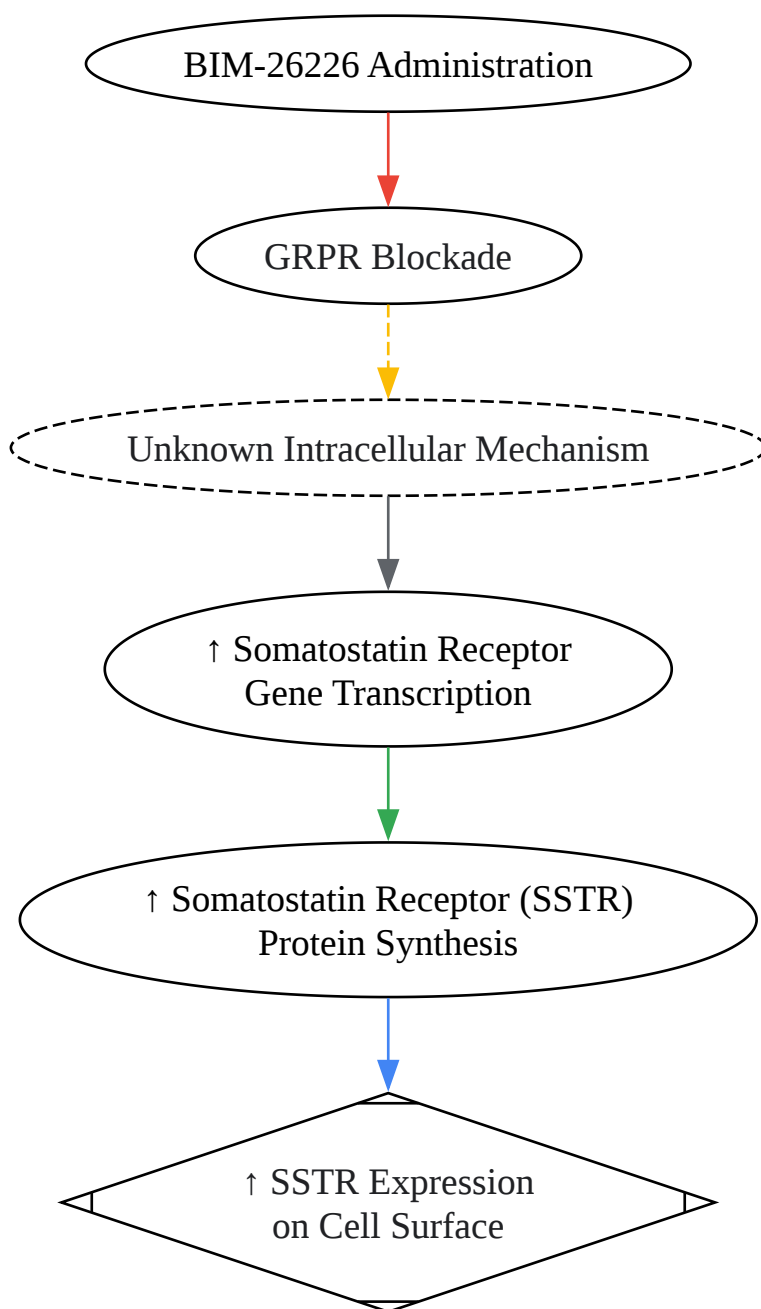 BIM-26226 Administration
GRPR Blockade
Unknown Intracellular Mechanism
↑ Somatostatin Receptor
Gene Transcription
↑ Somatostatin Receptor (SSTR)
Protein Synthesis
↑ SSTR Expression
on Cell Surface